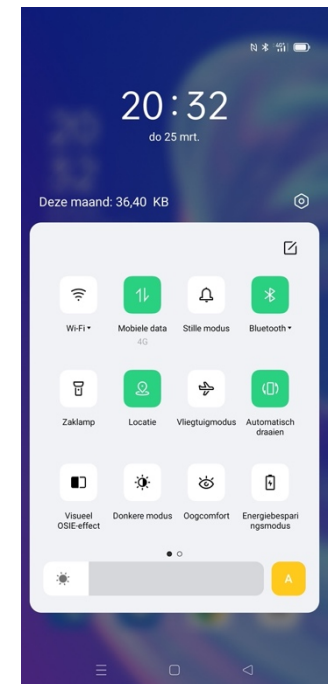 20:32
do 25 mrt.
Deze maand: 36,40 KB
Wi-Fi
Mobiele data
4G
Stille modus
Bluetooth
Zaklamp
Locatie
Vliegtuigmodus
Automatisch
draaien
Visueel
OSIE-effect
Donkere modus
Oogcomfort
Energiebespari
ngsmodus
A